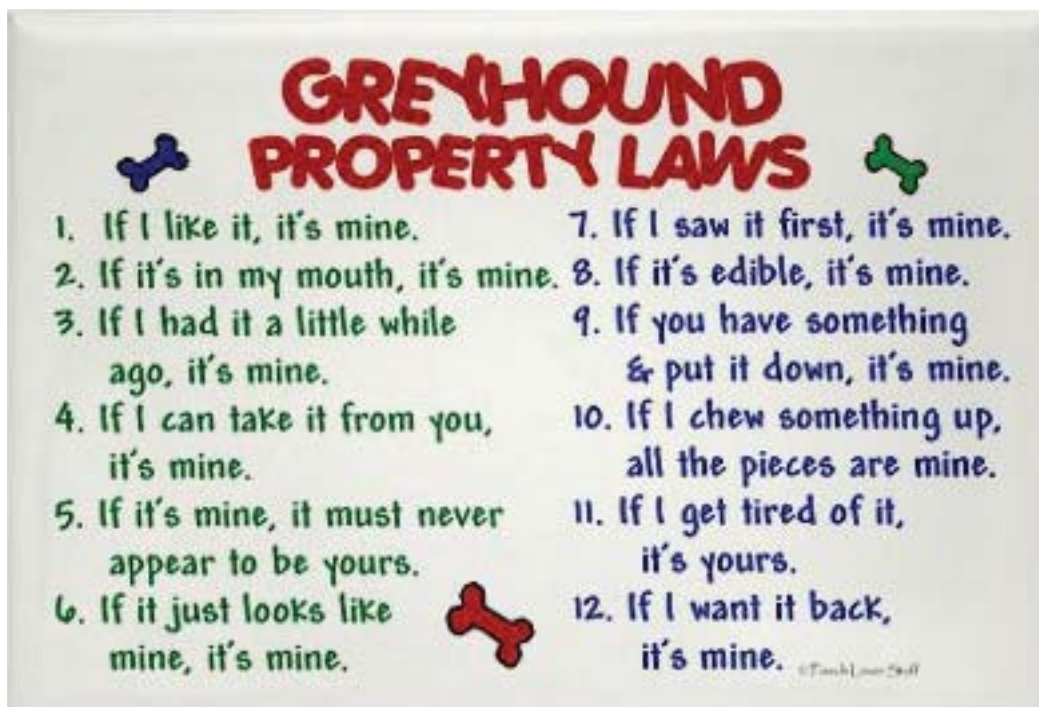 GREYHOUND
PROPERTY LAWS
1. If I like it, it's mine.
2. If it's in my mouth, it's mine.
3. If I had it a little while
ago, it's mine.
4. If I can take it from you,
it's mine.
5. If it's mine, it must never
appear to be yours.
6. If it just looks like
mine, it's mine.
7. If I saw it first, it's mine.
8. If it's edible, it's mine.
9. If you have something
& put it down, it's mine.
10. If I chew something up,
all the pieces are mine.
11. If I get tired of it,
it's yours.
12. If I want it back,
it's mine.